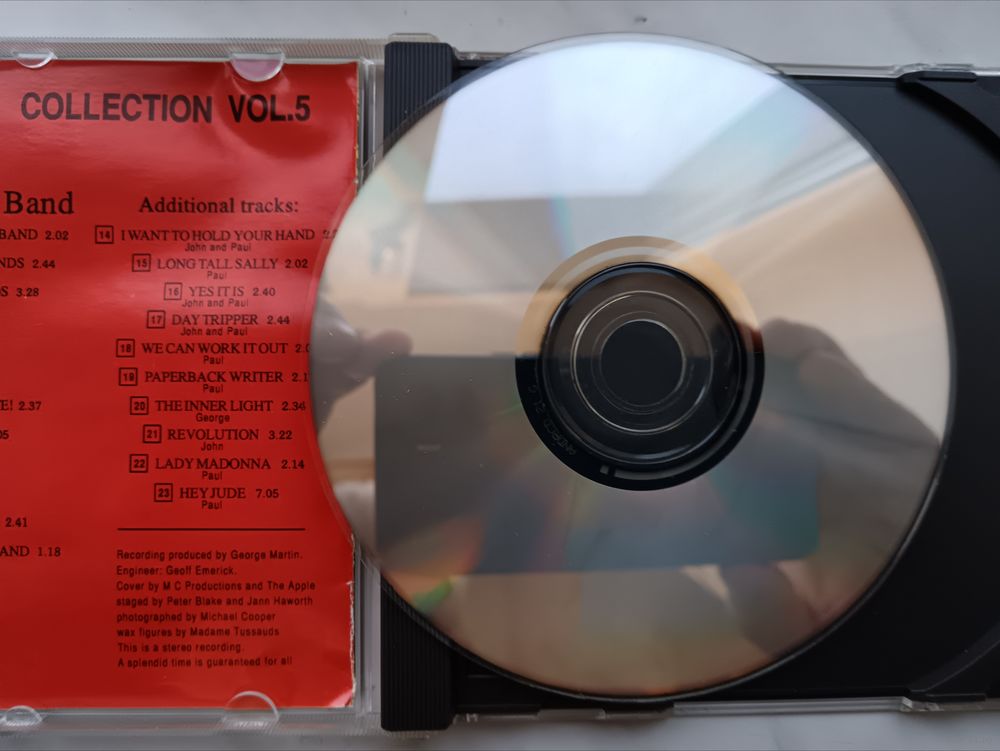 COLLECTION VOL.5
Band
BAND 2.02
NDS 2.44
S 3.28
E! 2.37
05
2.41
AND 1.18
Additional tracks:
14 I WANT TO HOLD YOUR HAND
John and Paul
15 LONG TALL SALLY 2.02
Paul
16 YES IT IS 2.40
John and Paul
17 DAY TRIPPER 2.44
John and Paul
18 WE CAN WORK IT OUT 2.0
Paul
19 PAPERBACK WRITER 2.1
Paul
20 THE INNER LIGHT 2.36
George
21 REVOLUTION 3.22
John
22 LADY MADONNA 2.14
Paul
23 HEY JUDE 7.05
Paul
Recording produced by George Martin.
Engineer: Geoff Emerick.
Cover by M C Productions and The Apple
staged by Peter Blake and Jann Haworth
photographed by Michael Cooper
wax figures by Madame Tussauds
This is a stereo recording.
A splendid time is guaranteed for all